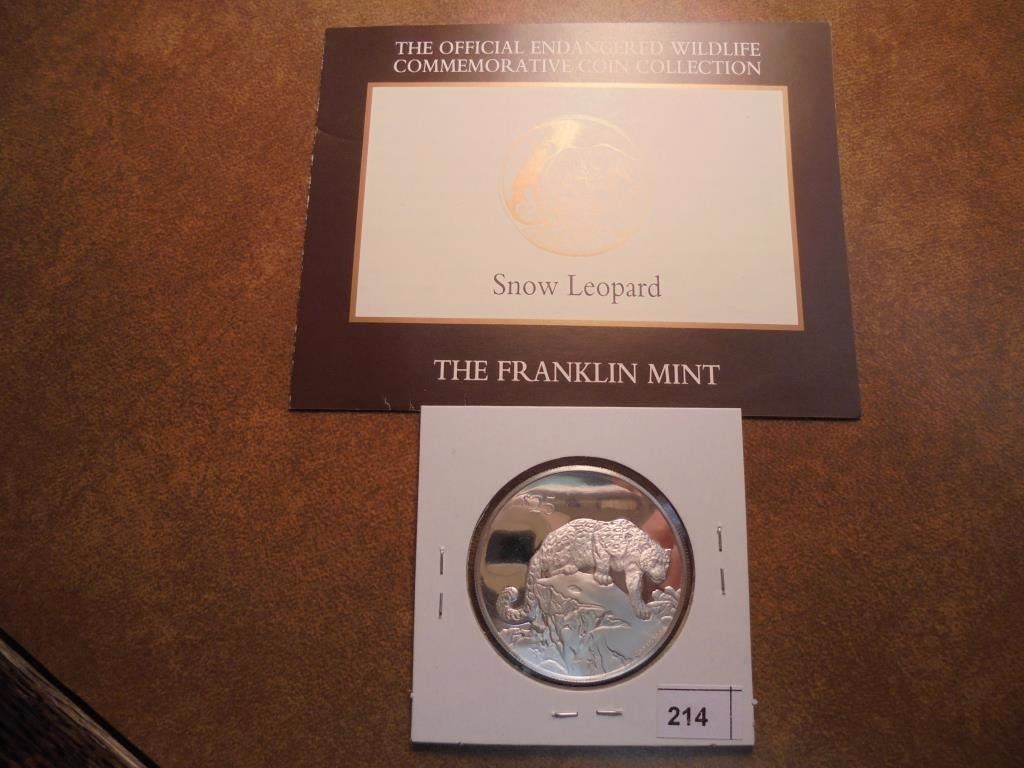 THE OFFICIAL ENDANGERED WILDLIFE
COMMEMORATIVE COIN COLLECTION
Snow Leopard
THE FRANKLIN MINT
$25
214